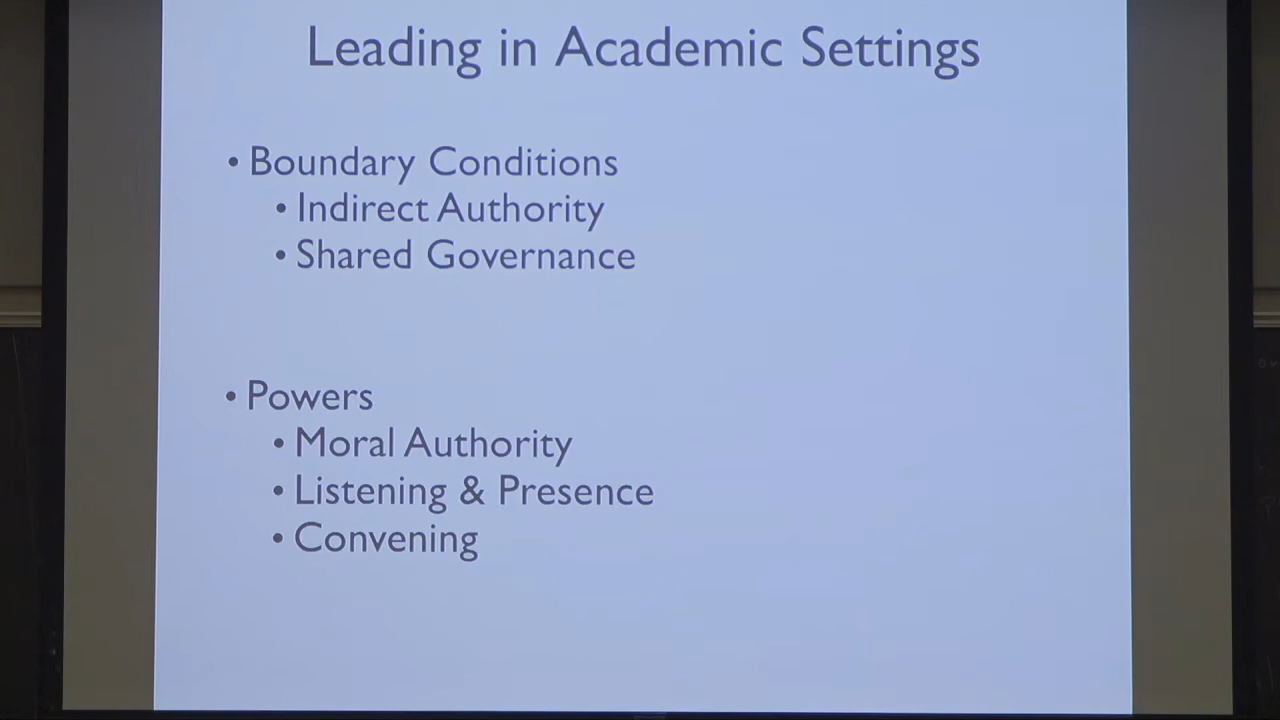 Leading in Academic Settings
• Boundary Conditions
• Indirect Authority
• Shared Governance
• Powers
• Moral Authority
• Listening & Presence
• Convening